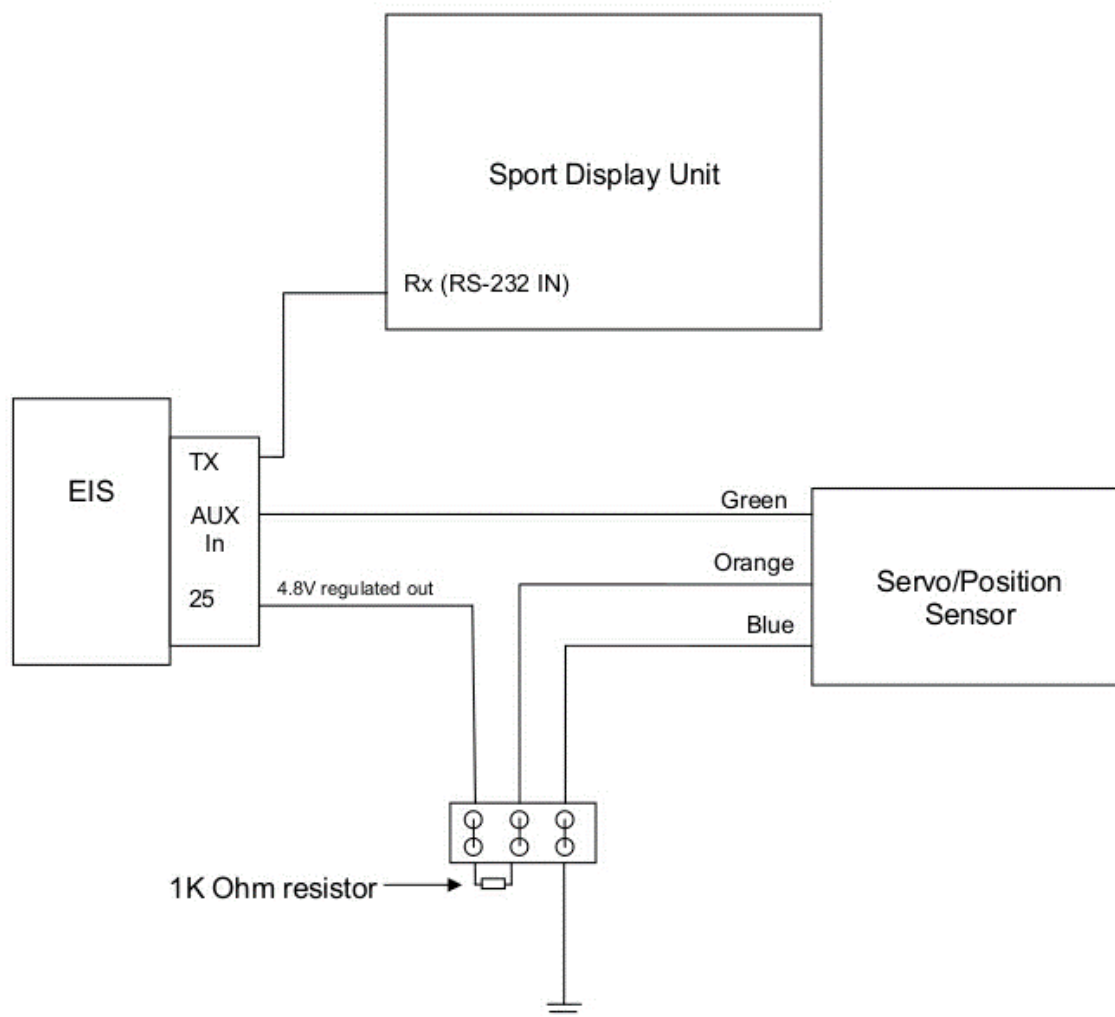 Sport Display Unit
Rx (RS-232 IN)
TX
EIS
AUX
In
25
4.8V regulated out
Green
Orange
Blue
Servo/Position
Sensor
1K Ohm resistor